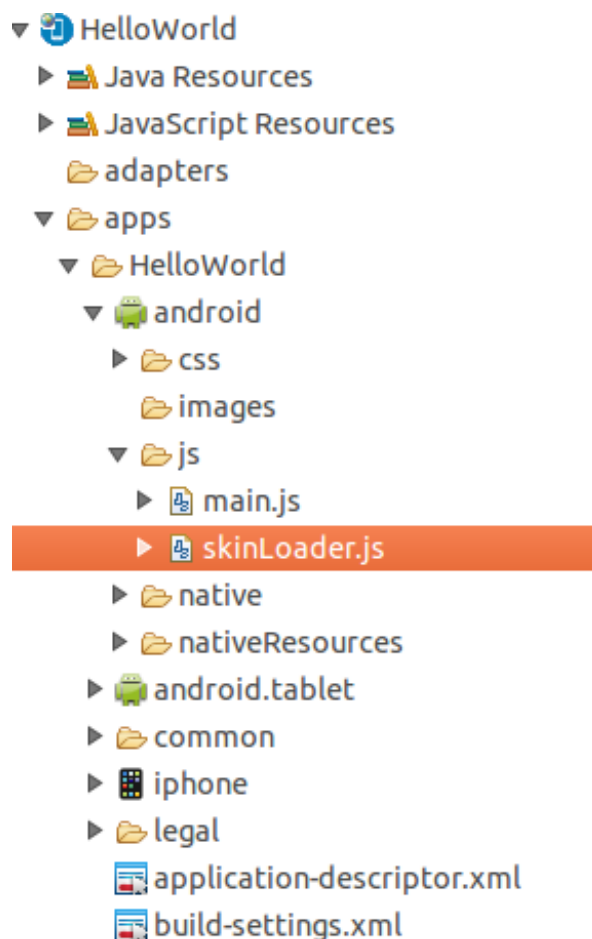 HelloWorld
Java Resources
JavaScript Resources
adapters
apps
HelloWorld
android
css
images
js
main.js
skinLoader.js
native
nativeResources
android.tablet
common
iphone
legal
application-descriptor.xml
build-settings.xml